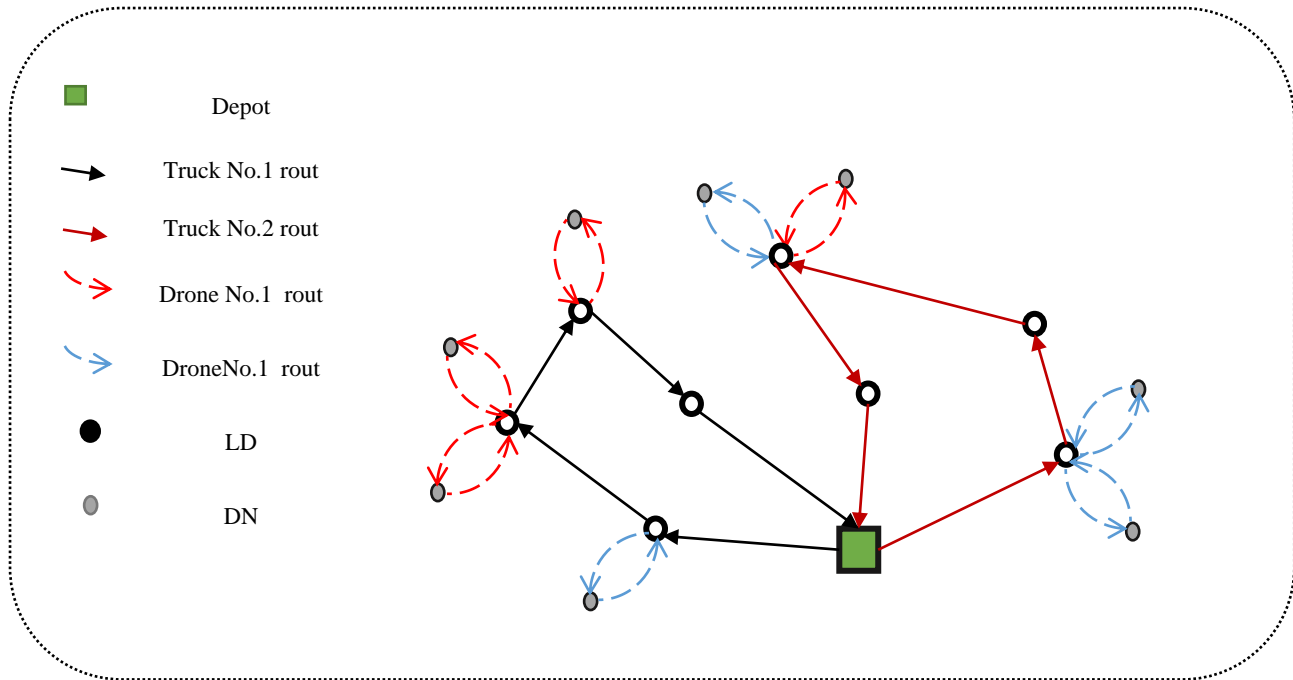 Depot
Truck No.1 rout
Truck No.2 rout
Drone No.1 rout
DroneNo.1 rout
LD
DN